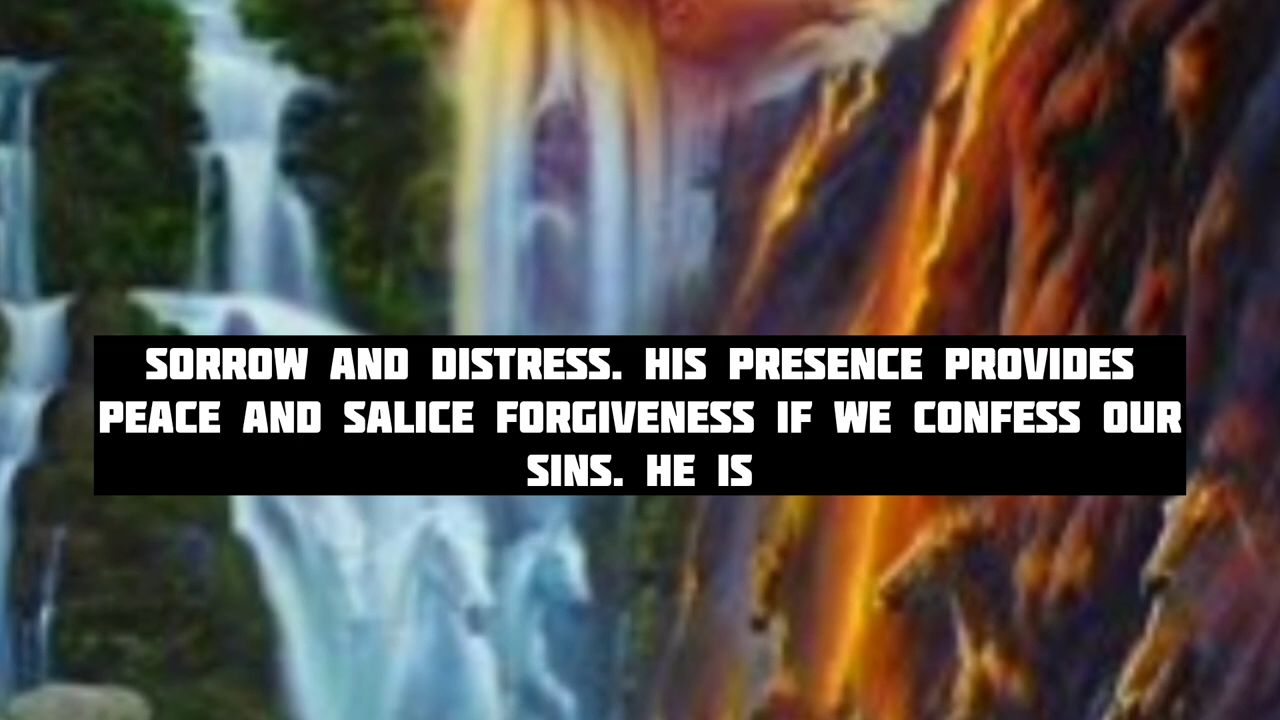 SORROW AND DISTRESS. HIS PRESENCE PROVIDES
PEACE AND SALICE FORGIVENESS IF WE CONFESS OUR
SINS. HE IS